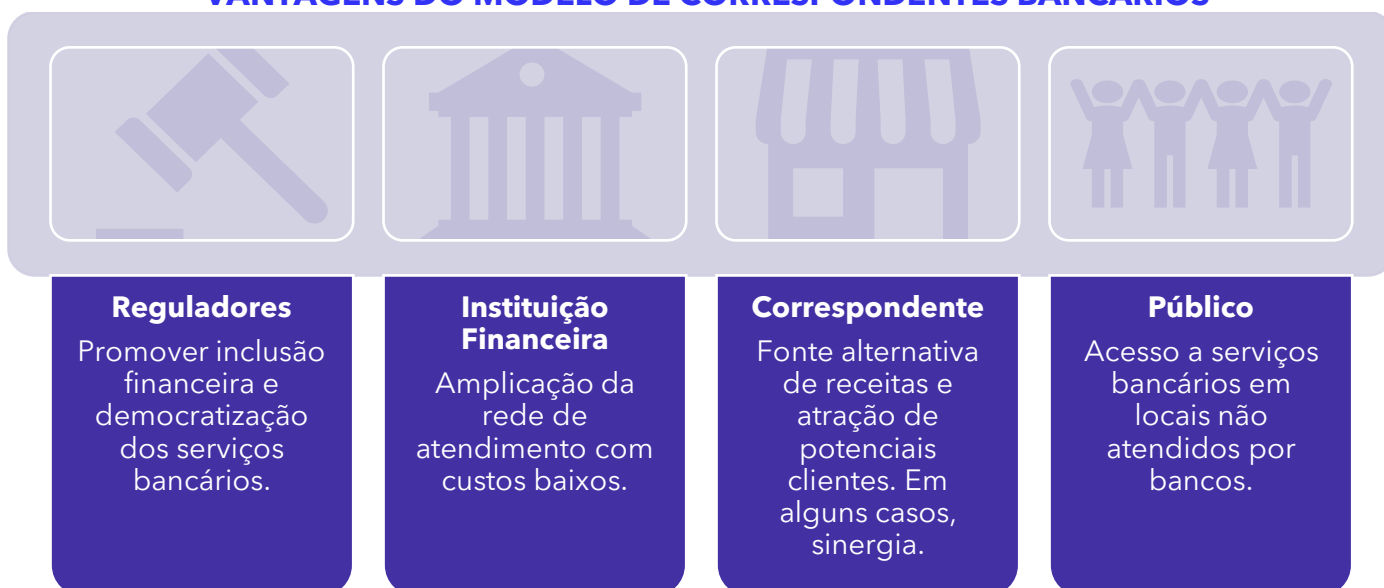 VANTAGENS DO MODELO DE CORRESPONDENTES BANCÁRIOS
Reguladores
Promover inclusão
financeira e
democratização
dos serviços
bancários.
Instituição
Financeira
Amplicação da
rede de
atendimento com
custos baixos.
Correspondente
Fonte alternativa
de receitas e
atração de
potenciais
clientes. Em
alguns casos,
sinergia.
Público
Acesso a serviços
bancários em
locais não
atendidos por
bancos.